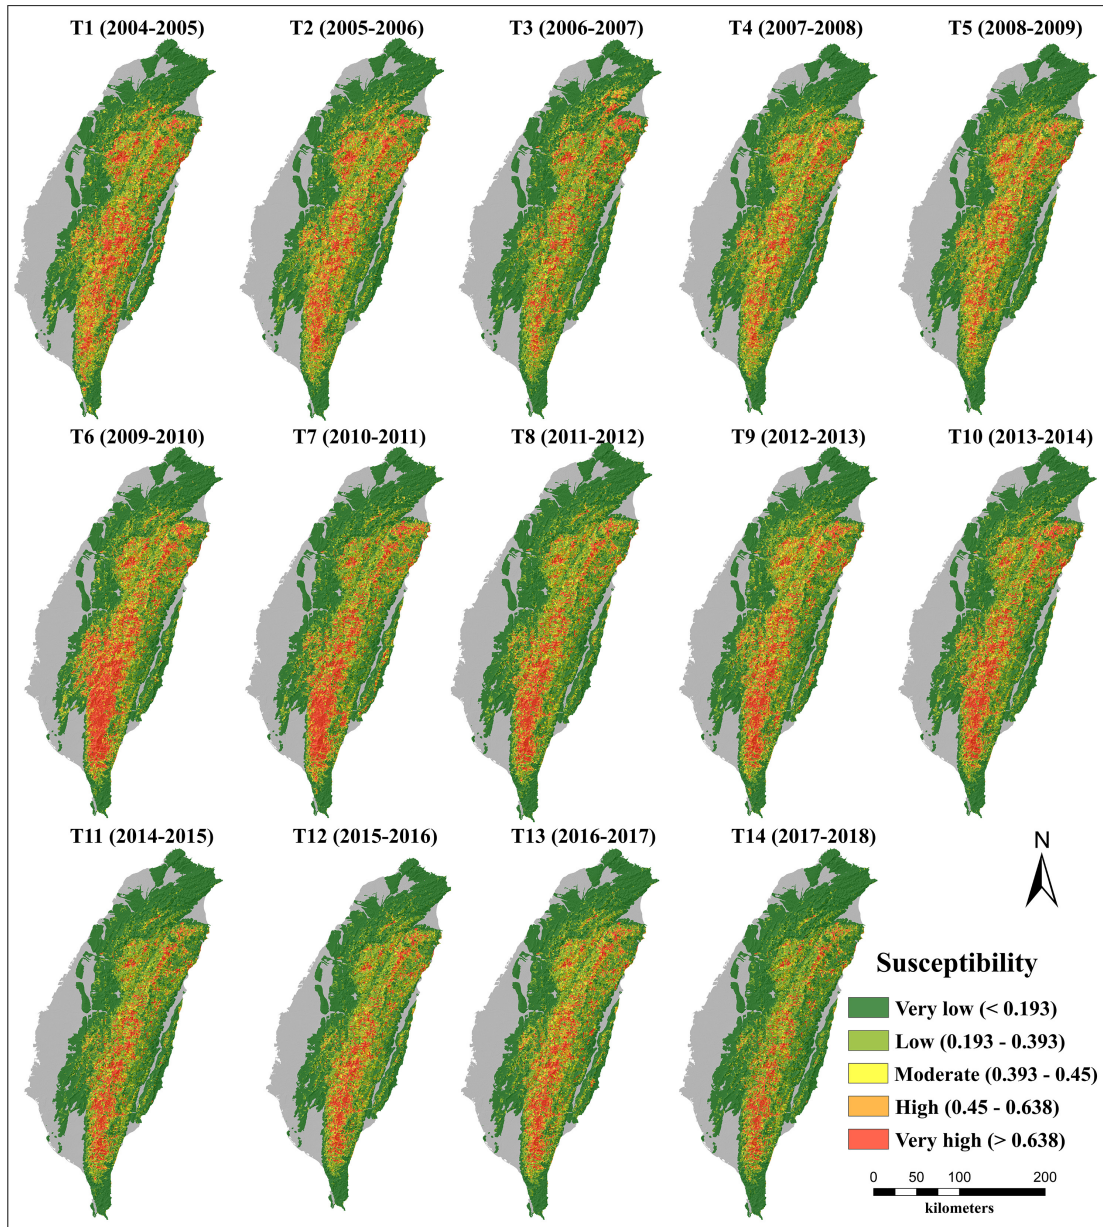 T1 (2004-2005)
T2 (2005-2006)
T3 (2006-2007)
T4 (2007-2008)
T5 (2008-2009)
T6 (2009-2010)
T7 (2010-2011)
T8 (2011-2012)
T9 (2012-2013)
T10 (2013-2014)
T11 (2014-2015)
T12 (2015-2016)
T13 (2016-2017)
T14 (2017-2018)
N
Susceptibility
Very low (< 0.193)
Low (0.193 - 0.393)
Moderate (0.393 - 0.45)
High (0.45 - 0.638)
Very high (> 0.638)
0 50 100 200
kilometers